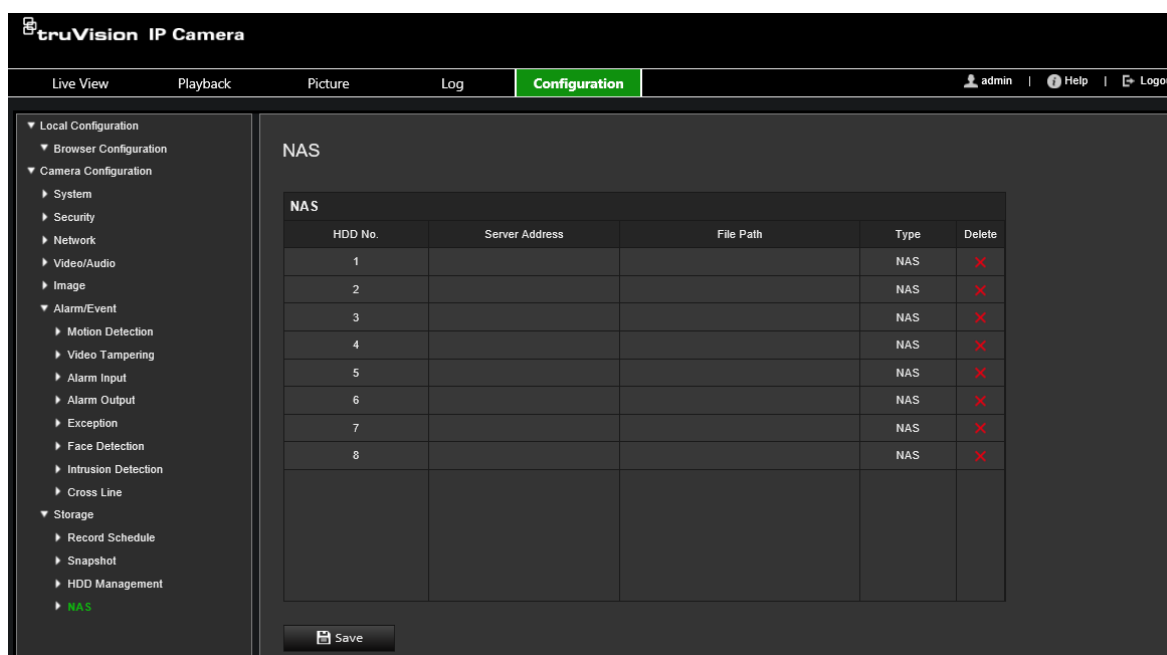 truVision IP Camera
Live View Playback Picture Log Configuration admin | Help | Logou
Local Configuration
Browser Configuration
Camera Configuration
System
Security
Network
Video/Audio
Image
Alarm/Event
Motion Detection
Video Tampering
Alarm Input
Alarm Output
Exception
Face Detection
Intrusion Detection
Cross Line
Storage
Record Schedule
Snapshot
HDD Management
NAS
NAS
NAS
HDD No. Server Address File Path Type Delete
1 NAS
2 NAS
3 NAS
4 NAS
5 NAS
6 NAS
7 NAS
8 NAS
Save